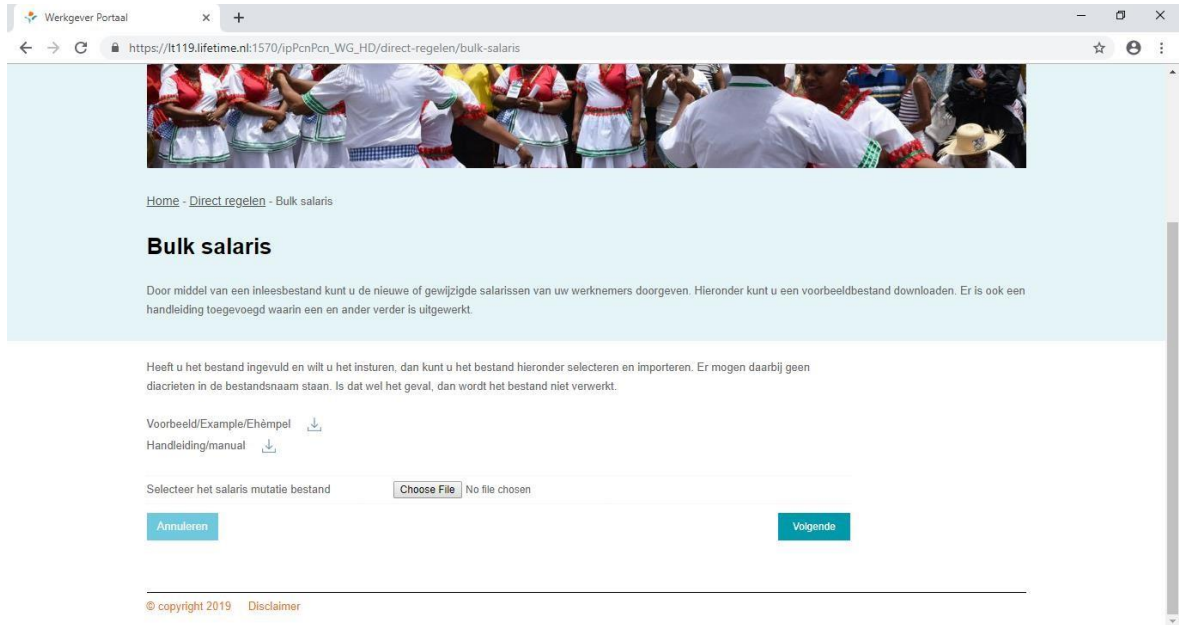 Werkgever Portaal
https://lt119.lifetime.nl:1570/ipPcnPcn_WG_HD/direct-regelen/bulk-salaris
Home - Direct regelen - Bulk salaris
Bulk salaris
Door middel van een inleesbestand kunt u de nieuwe of gewijzigde salarissen van uw werknemers doorgeven. Hieronder kunt u een voorbeeldbestand downloaden. Er is ook een
handleiding toegevoegd waarin een en ander verder is uitgewerkt.
Heeft u het bestand ingevuld en wilt u het insturen, dan kunt u het bestand hieronder selecteren en importeren. Er mogen daarbij geen
diacrieten in de bestandsnaam staan. Is dat wel het geval, dan wordt het bestand niet verwerkt.
Voorbeeld/Example/Ehèmpel
Handleiding/manual
Selecteer het salaris mutatie bestand Choose File No file chosen
Annuleren Volgende
© copyright 2019 Disclaimer